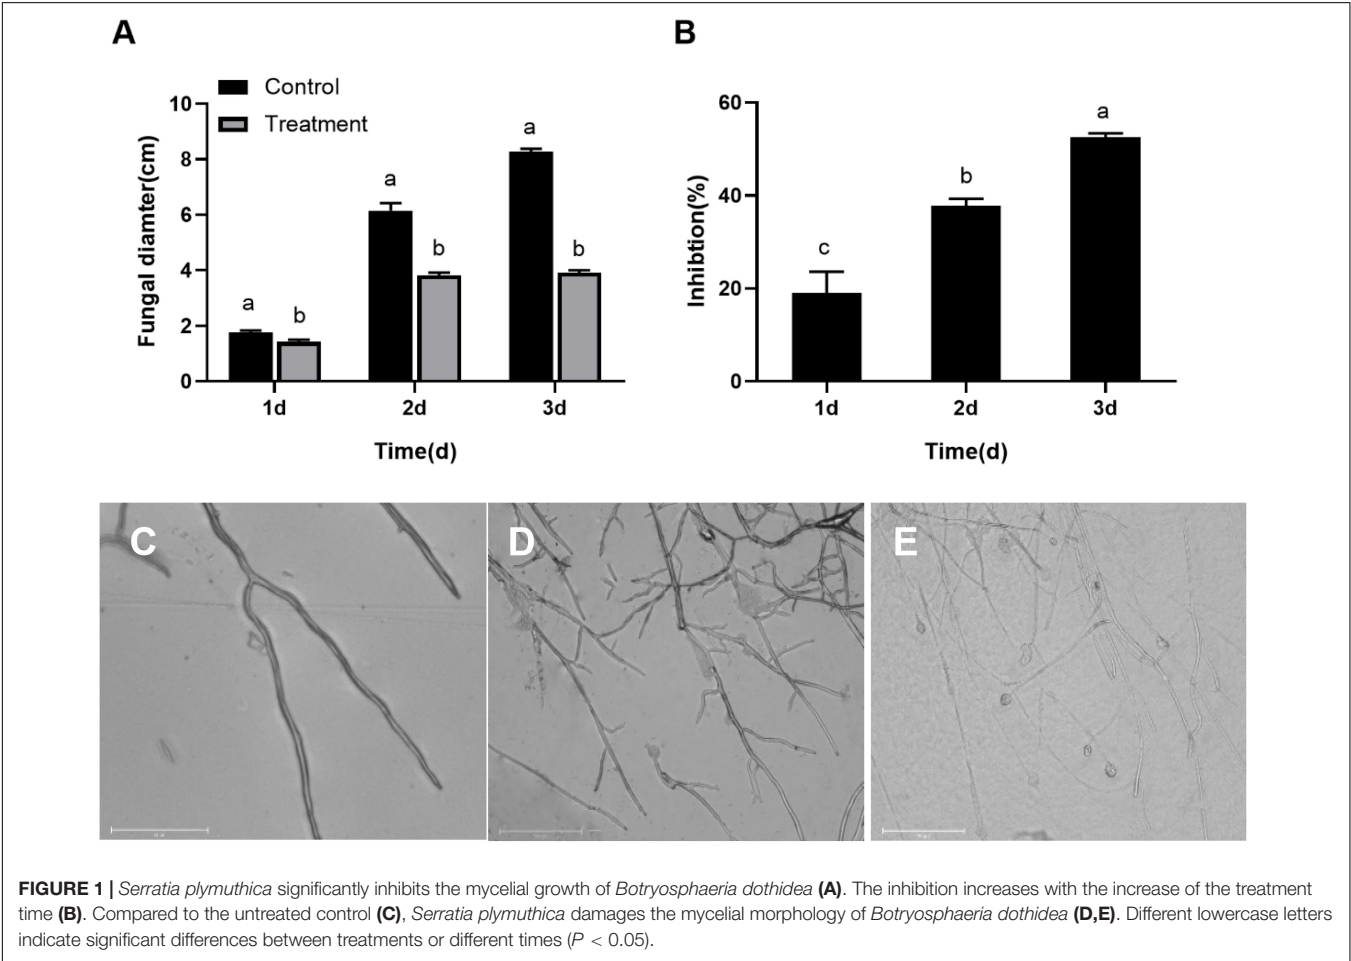 A
B
Control
Treatment
Fungal diamter(cm)
10
8
6
4
2
0
a
b
a
b
a
b
1d
2d
3d
Time(d)
Inhibtion(%)
60
40
20
0
c
b
a
1d
2d
3d
Time(d)
C
D
E
FIGURE 1 | Serratia plymuthica significantly inhibits the mycelial growth of Botryosphaeria dothidea (A). The inhibition increases with the increase of the treatment
time (B). Compared to the untreated control (C), Serratia plymuthica damages the mycelial morphology of Botryosphaeria dothidea (D,E). Different lowercase letters
indicate significant differences between treatments or different times (P < 0.05).